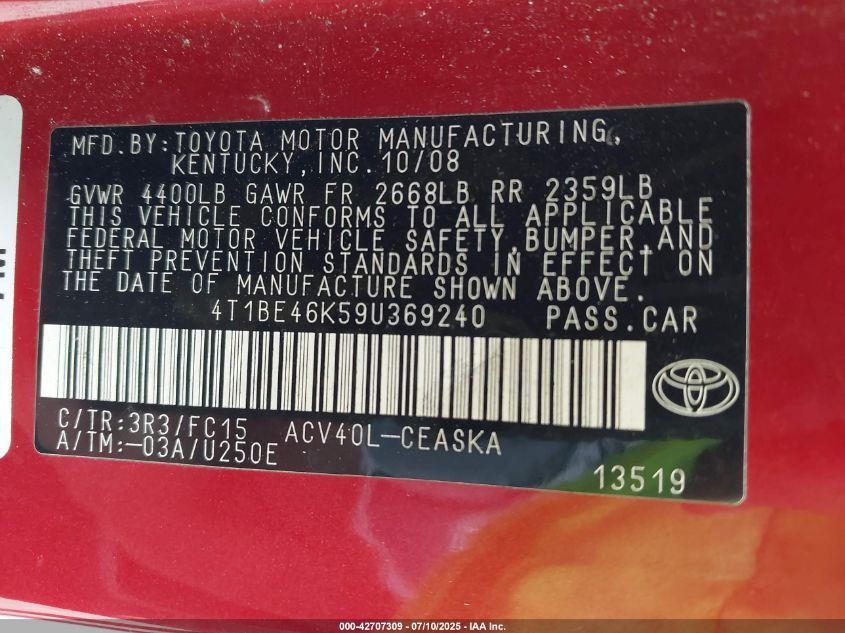 MFD.BY:TOYOTA MOTOR MANUFACTURING,
KENTUCKY,INC.10/08
GVWR 4400LB GAWR FR 2668LB RR 2359LB
THIS VEHICLE CONFORMS TO ALL APPLICABLE
FEDERAL MOTOR VEHICLE SAFETY,BUMPER,AND
THEFT PREVENTION STANDARDS IN EFFECT ON
THE DATE OF MANUFACTURE SHOWN ABOVE.
4T1BE46K59U369240 PASS.CAR
C/TR:3R3/FC15 ACV40L-CEASKA
A/TM:-03A/U250E
13519
000-42707309 - 07/10/2025 - IAA Inc.